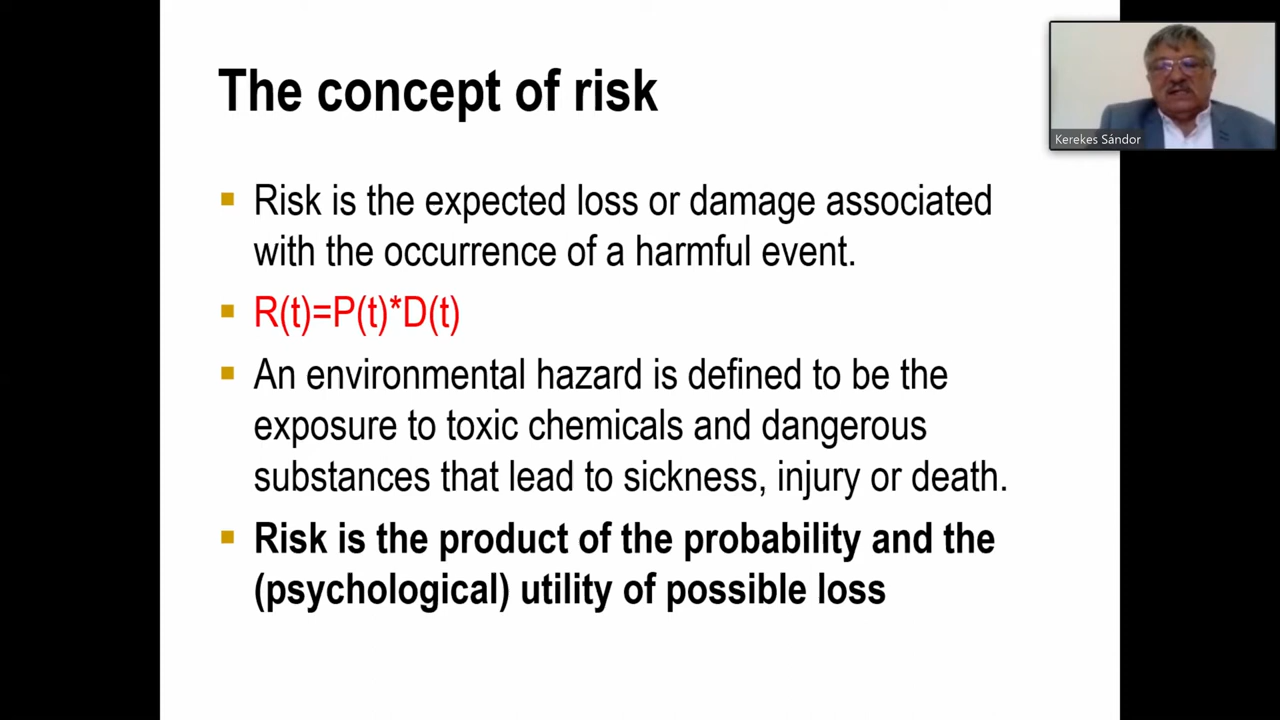 The concept of risk
Kerekes Sándor
Risk is the expected loss or damage associated
with the occurrence of a harmful event.
R(t)=P(t)*D(t)
An environmental hazard is defined to be the
exposure to toxic chemicals and dangerous
substances that lead to sickness, injury or death.
Risk is the product of the probability and the
(psychological) utility of possible loss